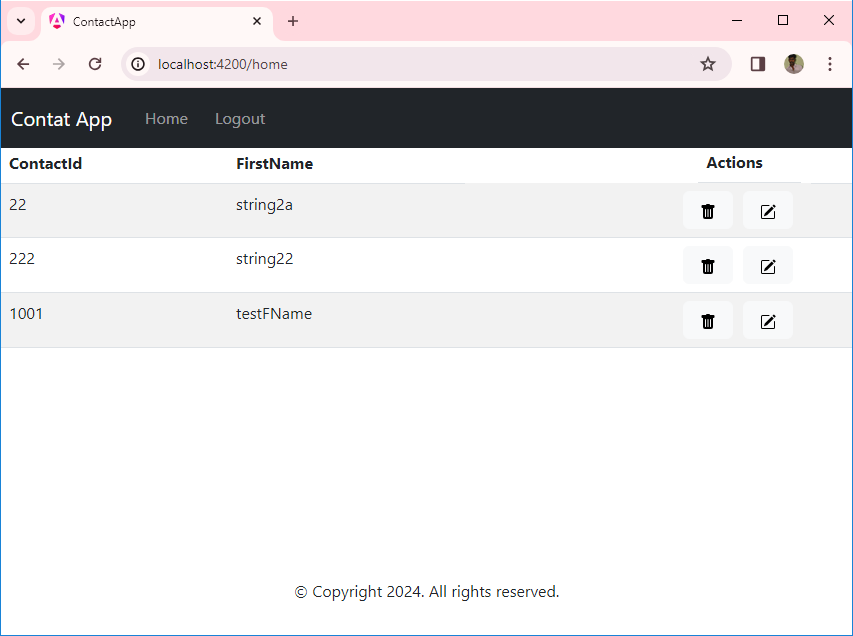 ContactApp
localhost:4200/home
Contat App Home Logout
ContactId FirstName Actions
22 string2a
222 string22
1001 testFName
© Copyright 2024. All rights reserved.